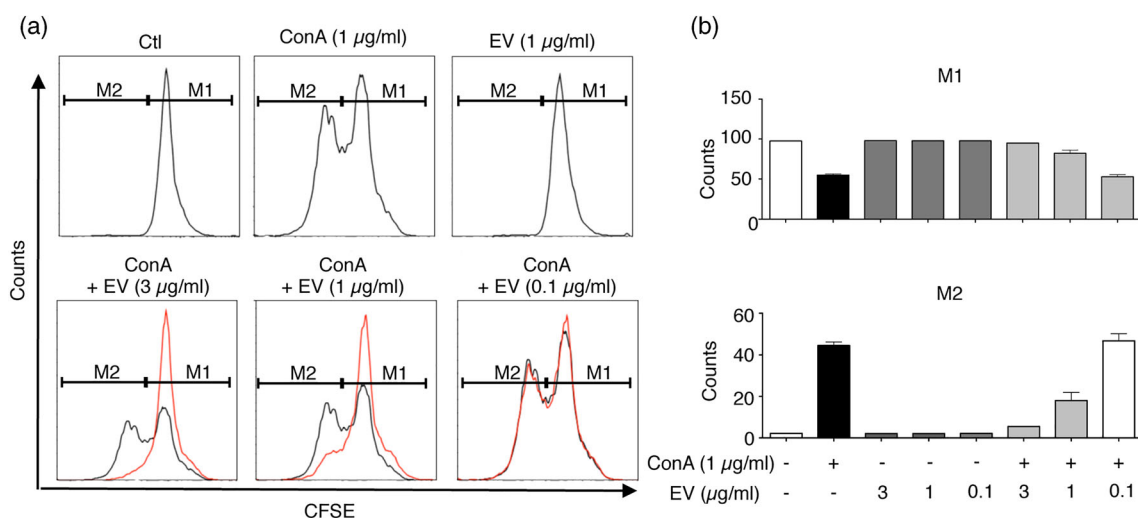 (a)
Ctl
ConA (1 µg/ml)
EV (1 µg/ml)
M2 M1
M2 M1
M2 M1
ConA
+ EV (3 µg/ml)
ConA
+ EV (1 µg/ml)
ConA
+ EV (0.1 µg/ml)
M2 M1
M2 M1
M2 M1
Counts
CFSE
(b)
M1
150
100
50
0
Counts
M2
60
40
20
0
Counts
ConA (1 µg/ml) - + - - - + + +
EV (µg/ml) - - 3 1 0.1 3 1 0.1